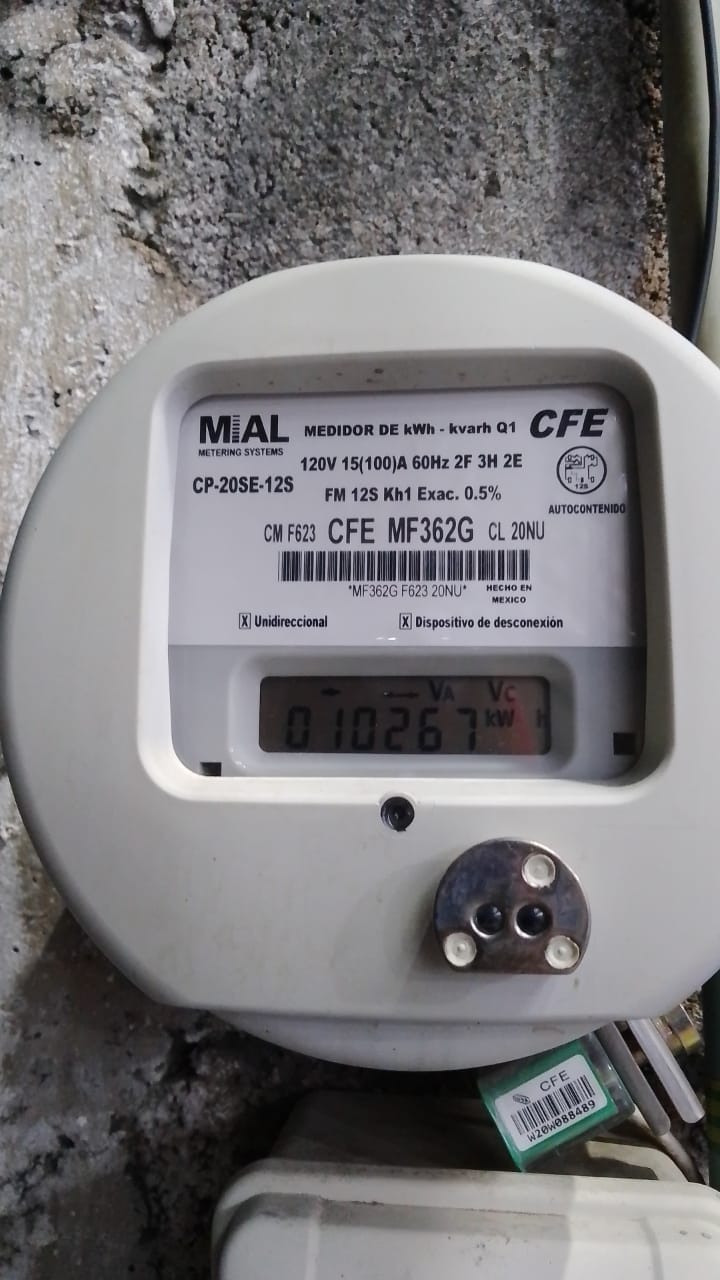 MIAL
METERING SYSTEMS
MEDIDOR DE kWh - kvarh Q1
CFE
120V 15(100)A 60Hz 2F 3H 2E
CP-20SE-12S
FM 12S Kh1 Exac. 0.5%
12S
AUTOCONTENIDO
CM F623 CFE MF362G CL 20NU
*MF362G F623 20NU*
HECHO EN
MEXICO
X Unidireccional
X Dispositivo de desconexión
VA VC
010267 kW h
CFE
W20W088489